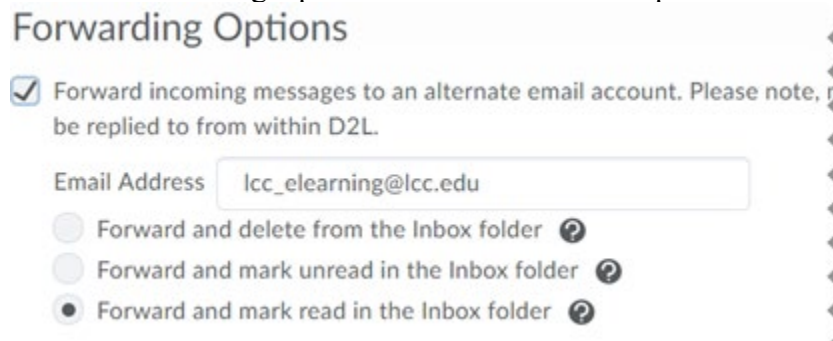 Forwarding Options
Forward incoming messages to an alternate email account. Please note,
be replied to from within D2L.
Email Address lcc_elearning@lcc.edu
Forward and delete from the Inbox folder ?
Forward and mark unread in the Inbox folder ?
Forward and mark read in the Inbox folder ?